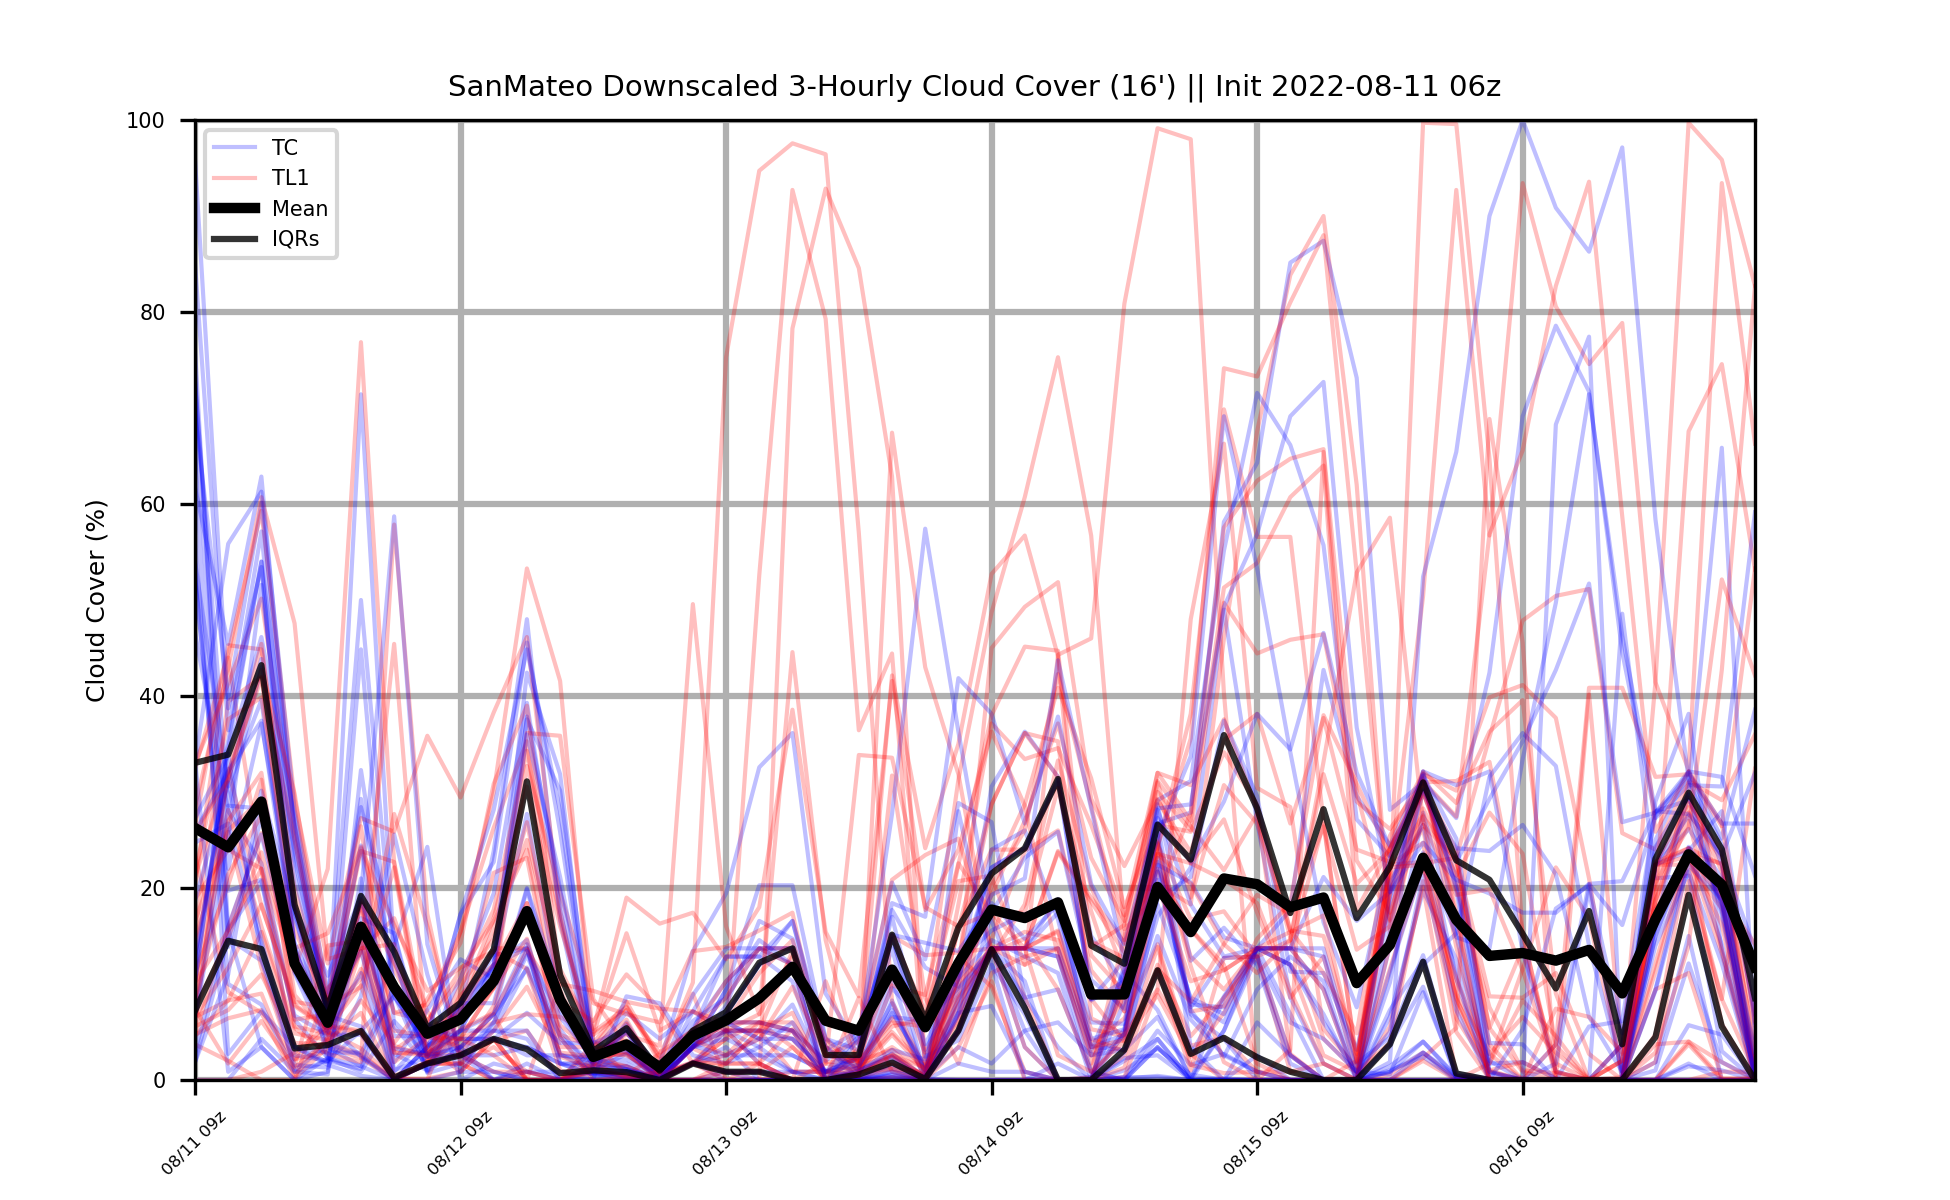 SanMateo Downscaled 3-Hourly Cloud Cover (16') || Init 2022-08-11 06z
TC
TL1
Mean
IQRs
Cloud Cover (%)
100
80
60
40
20
0
08/11 09z
08/12 09z
08/13 09z
08/14 09z
08/15 09z
08/16 09z